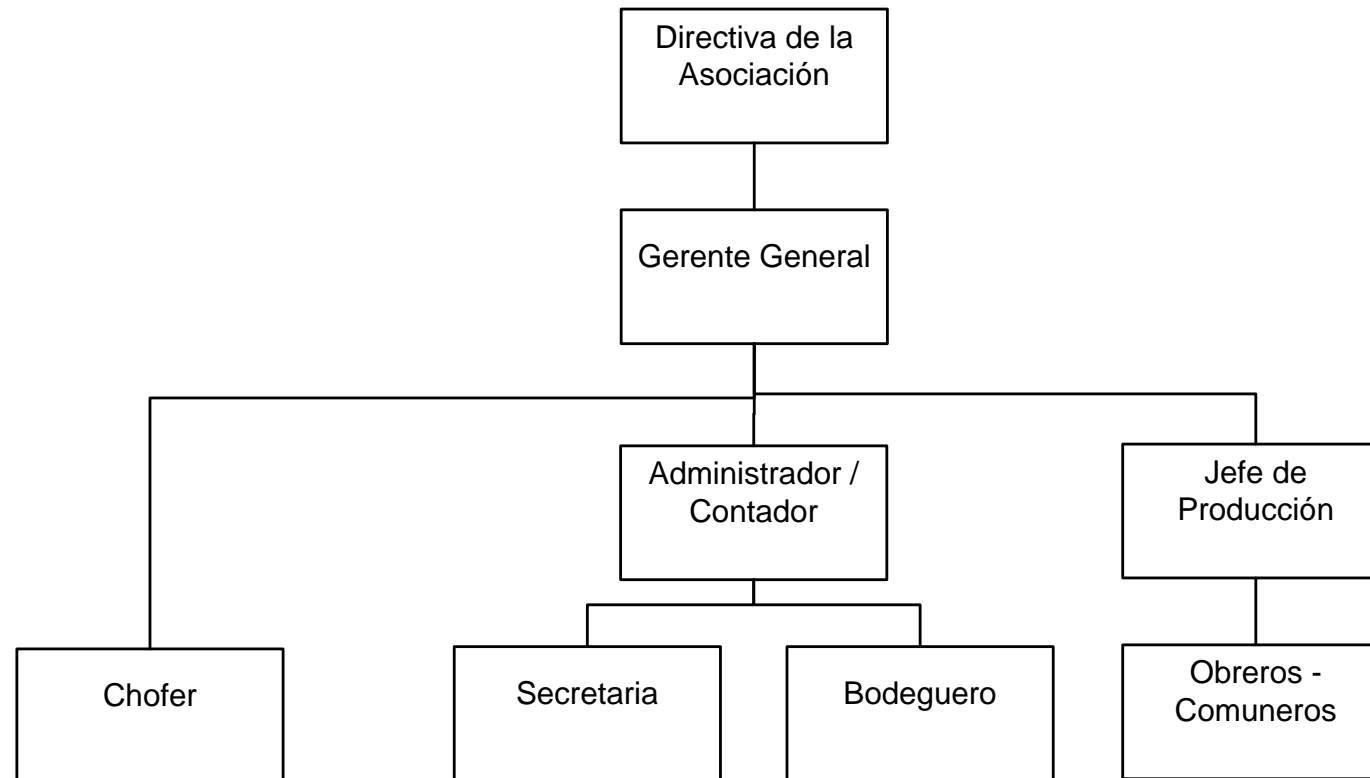 Directiva de la
Asociación
Gerente General
Administrador /
Contador
Jefe de
Producción
Chofer
Secretaria
Bodeguero
Obreros -
Comuneros